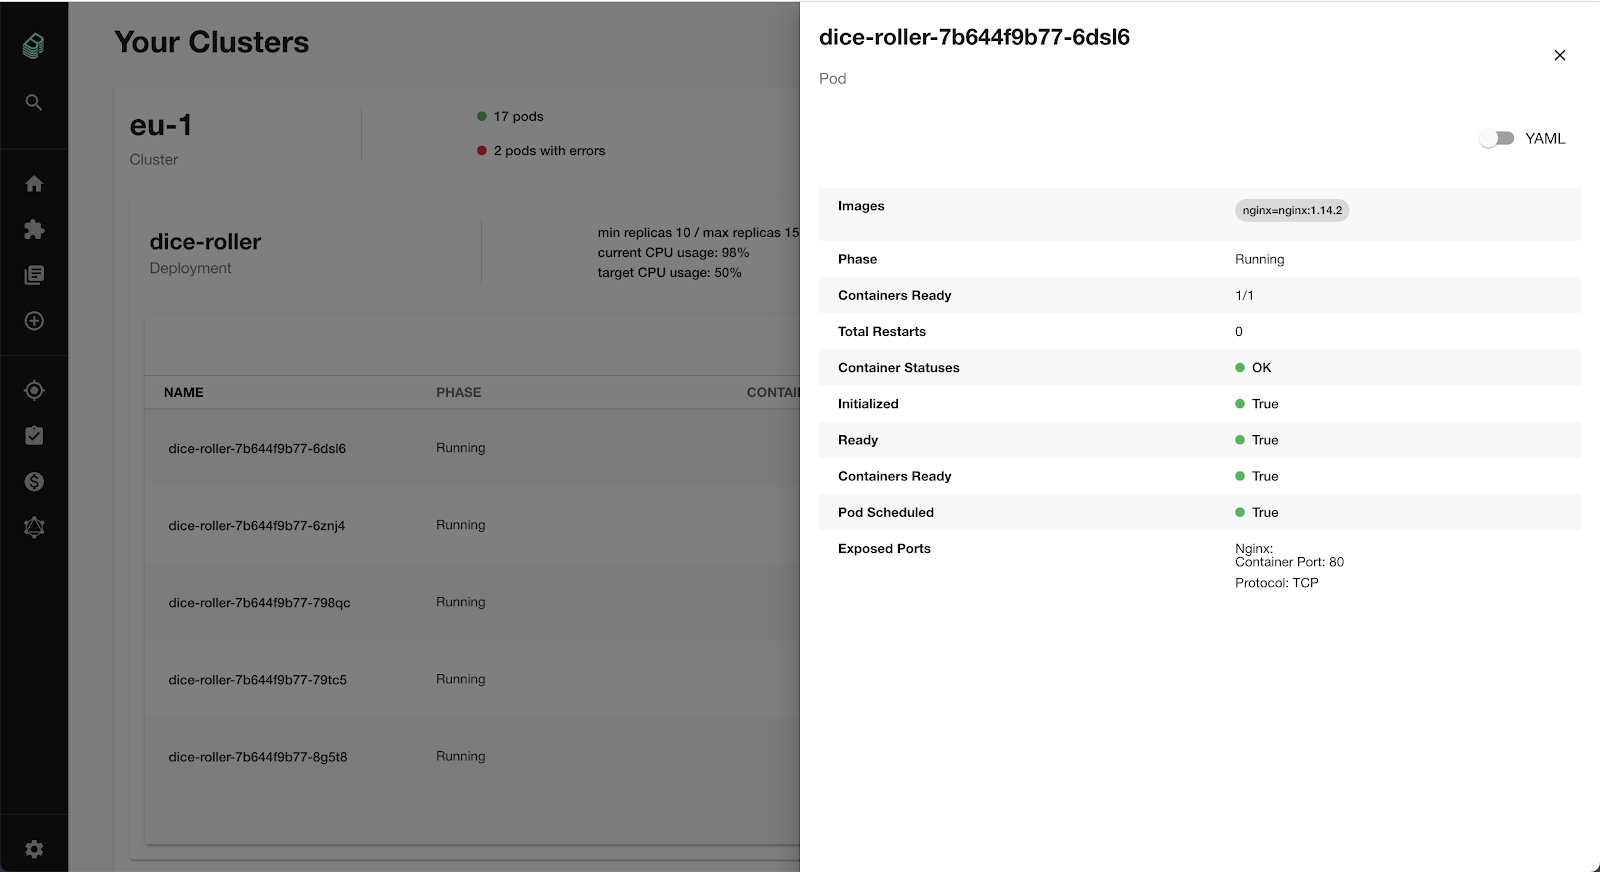 Your Clusters
eu-1
Cluster
17 pods
2 pods with errors
dice-roller
Deployment
min replicas 10 / max replicas 15
current CPU usage: 98%
target CPU usage: 50%
NAME PHASE CONTAI
dice-roller-7b644f9b77-6dsl6 Running
dice-roller-7b644f9b77-6znj4 Running
dice-roller-7b644f9b77-798qc Running
dice-roller-7b644f9b77-79tc5 Running
dice-roller-7b644f9b77-8g5t8 Running
dice-roller-7b644f9b77-6dsl6
Pod
YAML
Images nginx=nginx:1.14.2
Phase Running
Containers Ready 1/1
Total Restarts 0
Container Statuses OK
Initialized True
Ready True
Containers Ready True
Pod Scheduled True
Exposed Ports Nginx:
Container Port: 80
Protocol: TCP